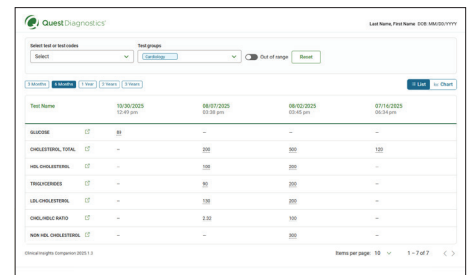 Quest Diagnostics
Last Name, First Name DOB: MM/DD/YYYY
Select test or test codes
Test groups
Select
Cardiology
Out of range
Reset
3 Months 6 Months 1 Year 2 Years 3 Years
List Chart
Test Name 10/30/2025 08/07/2025 08/02/2025 07/16/2025
12:49 pm 03:38 pm 03:45 pm 06:34 pm
GLUCOSE – – –
CHOLESTEROL, TOTAL – 200 300 120
HDL CHOLESTEROL – 100 200 –
TRIGLYCERIDES – 90 200 –
LDL-CHOLESTEROL – 130 200 –
CHOL/HDLC RATIO – 2.32 100 –
NON HDL CHOLESTEROL – – 300 –
Clinical Insights Companion 2025.1.0
Items per page: 10 1 – 7 of 7